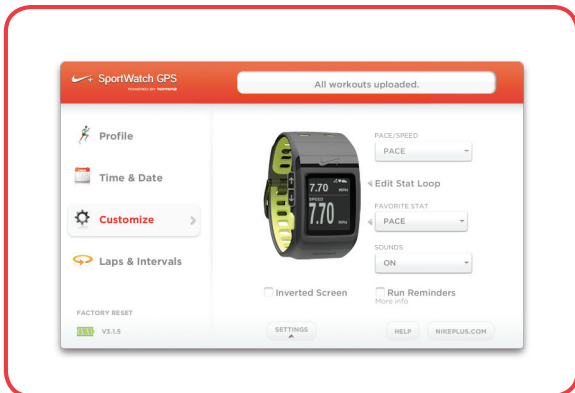 SportWatch GPS
POWERED BY TOMTOM
All workouts uploaded.
Profile
Time & Date
Customize
Laps & Intervals
FACTORY RESET
V3.1.5
7.70 MPH
SPEED
7.70 MPH
PACE/SPEED
PACE
Edit Stat Loop
FAVORITE STAT
PACE
SOUNDS
ON
Inverted Screen
Run Reminders
More info
SETTINGS
HELP
NIKEPLUS.COM